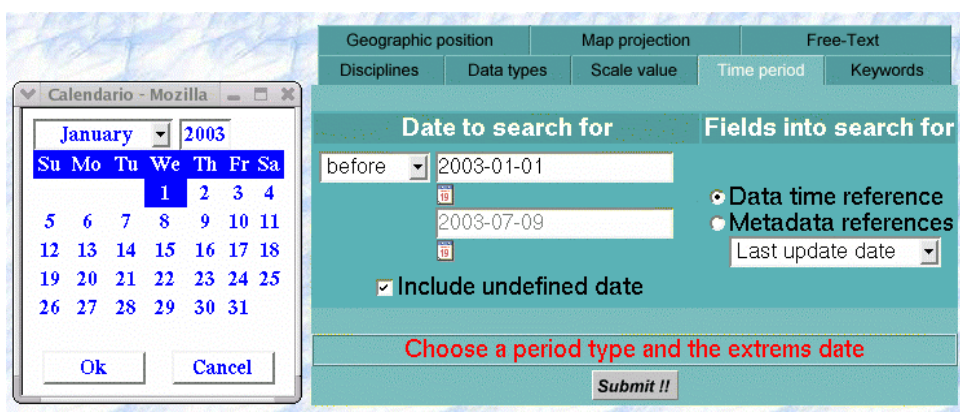 Calendario - Mozilla
January 2003
Su Mo Tu We Th Fr Sa
1 2 3 4
5 6 7 8 9 10 11
12 13 14 15 16 17 18
19 20 21 22 23 24 25
26 27 28 29 30 31
Ok Cancel
Geographic position Map projection Free-Text
Disciplines Data types Scale value Time period Keywords
Date to search for Fields into search for
before 2003-01-01
19
Data time reference
2003-07-09 Metadata references
19 Last update date
Include undefined date
Choose a period type and the extrems date
Submit !!